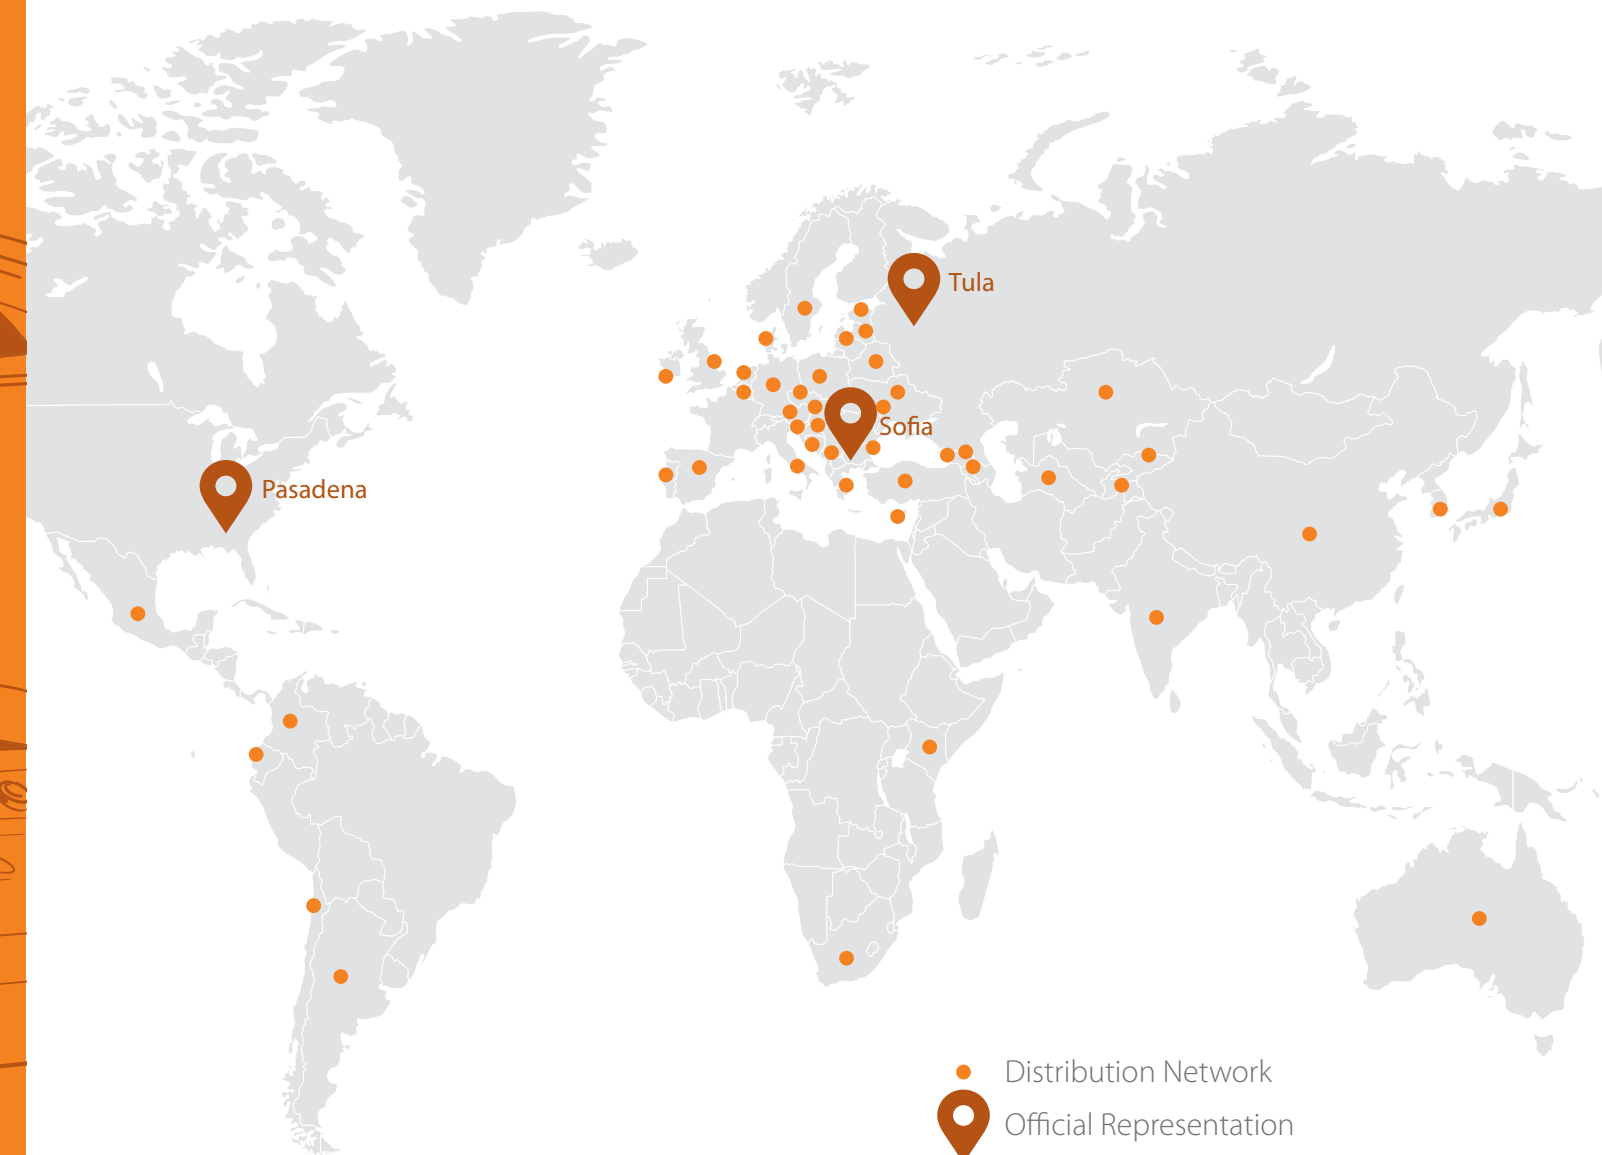 Tula
Sofia
Pasadena
Distribution Network
Official Representation